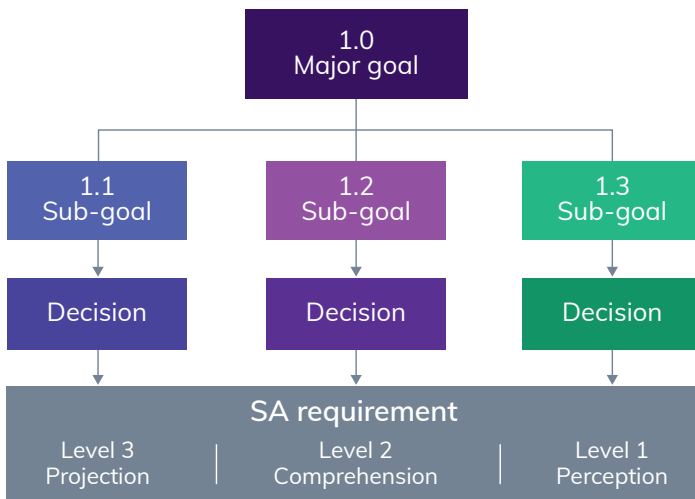 1.0
Major goal
1.1
Sub-goal
1.2
Sub-goal
1.3
Sub-goal
Decision
Decision
Decision
SA requirement
Level 3
Projection
Level 2
Comprehension
Level 1
Perception